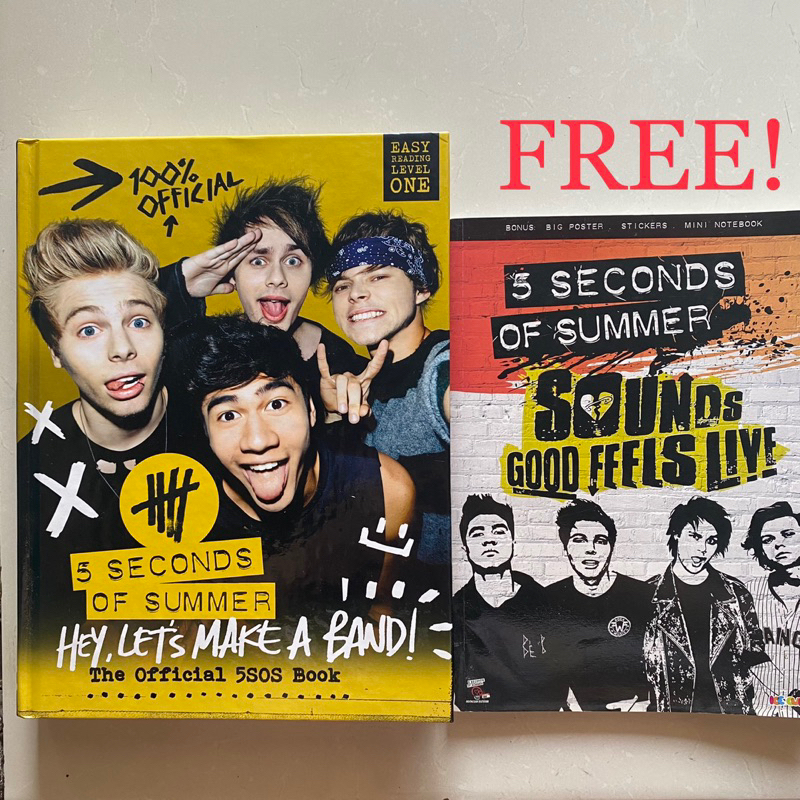 FREE!
100%
OFFICIAL
EASY
READING
LEVEL
ONE
5 SECONDS
OF SUMMER
HEY, LET'S MAKE A BAND!
The Official 5SOS Book
BONUS: BIG POSTER . STICKERS . MINI NOTEBOOK
5 SECONDS
OF SUMMER
SOUNDS
GOOD FEELS LIVE